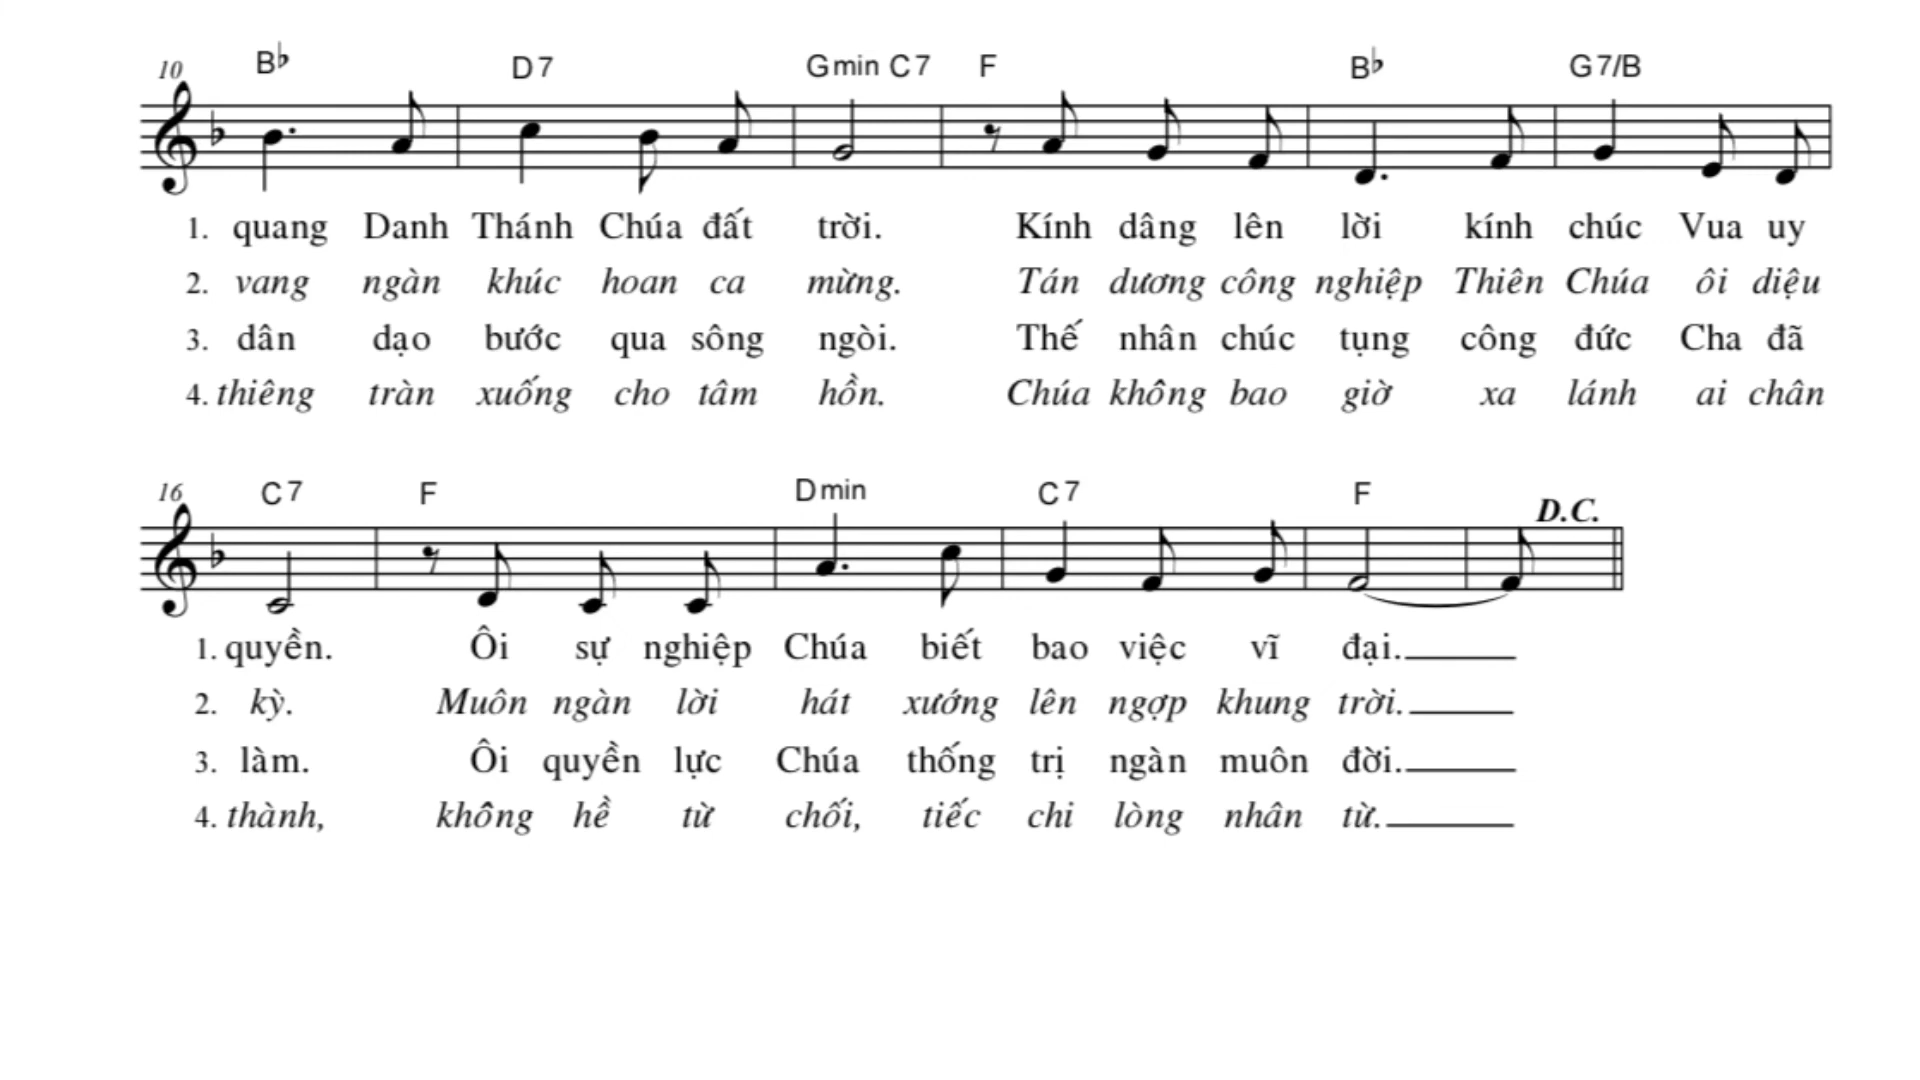 10 B♭ D7 Gmin C7 F B♭ G7/B
1. quang Danh Thánh Chúa đất trời. Kính dâng lên lời kính chúc Vua uy
2. vang ngàn khúc hoan ca mừng. Tán dương công nghiệp Thiên Chúa ôi diệu
3. dân dạo bước qua sông ngòi. Thế nhân chúc tụng công đức Cha đã
4. thiêng tràn xuống cho tâm hồn. Chúa không bao giờ xa lánh ai chân
16 C7 F Dmin C7 F D.C.
1. quyền. Ôi sự nghiệp Chúa biết bao việc vĩ đại.
2. kỳ. Muôn ngàn lời hát xướng lên ngợp khung trời.
3. làm. Ôi quyền lực Chúa thống trị ngàn muôn đời.
4. thành, không hề từ chối, tiếc chi lòng nhân từ.